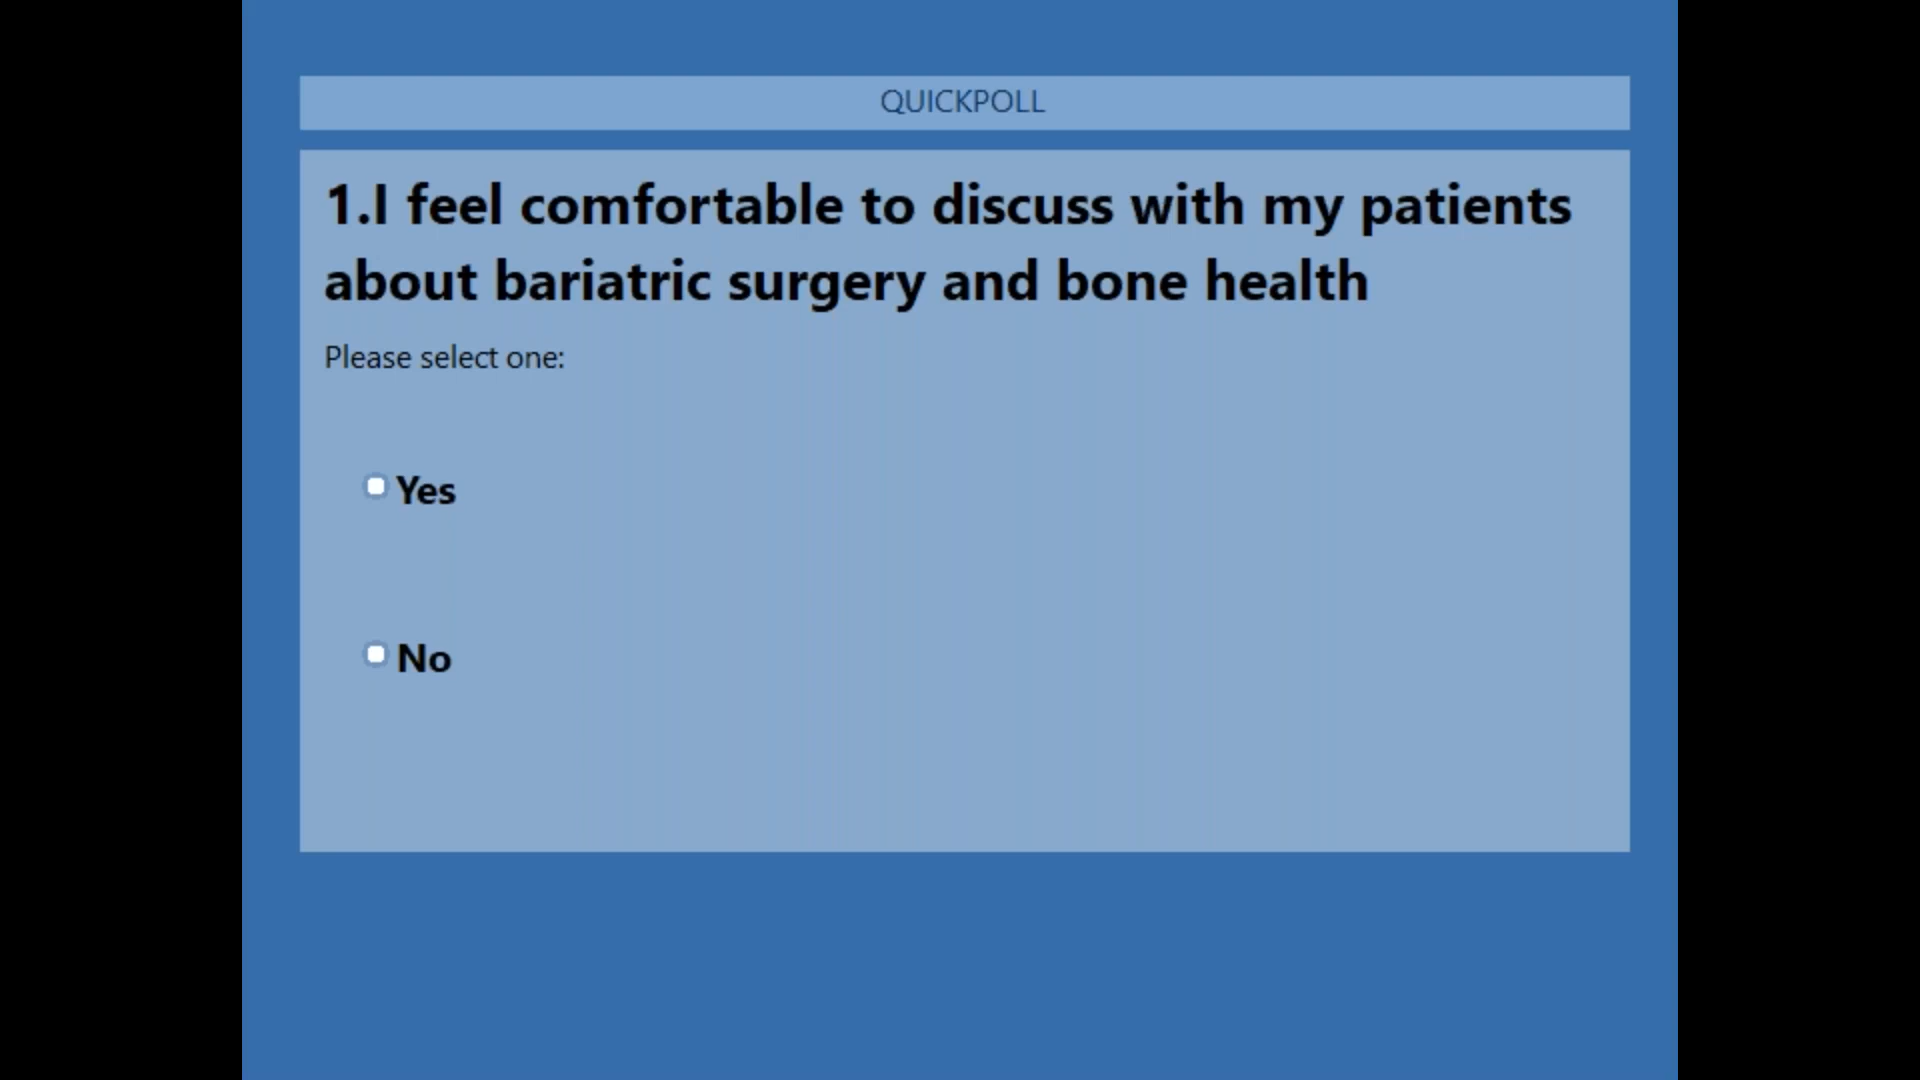 QUICKPOLL
1.I feel comfortable to discuss with my patients
about bariatric surgery and bone health
Please select one:
Yes
No